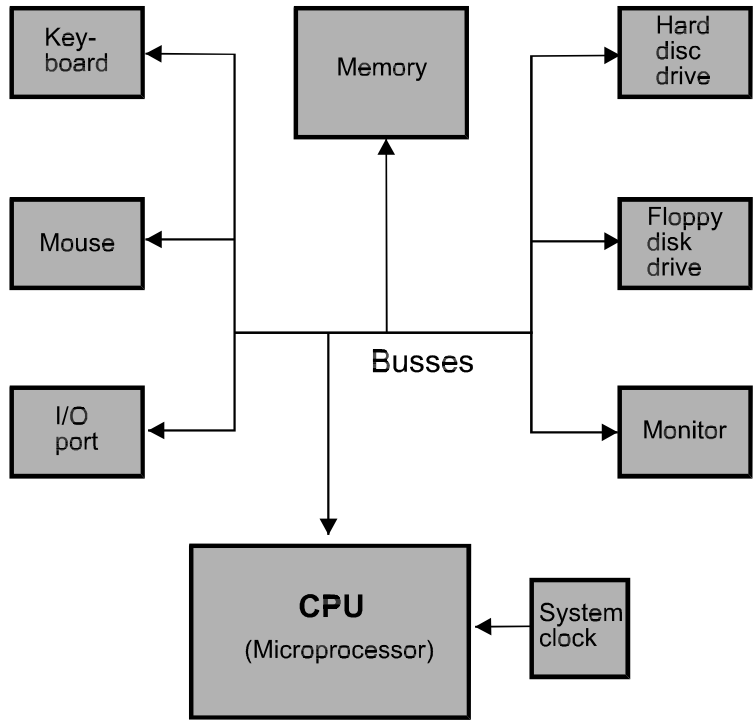 Key-
board
Memory
Hard
disc
drive
Mouse
Floppy
disk
drive
Busses
I/O
port
Monitor
CPU
(Microprocessor)
System
clock